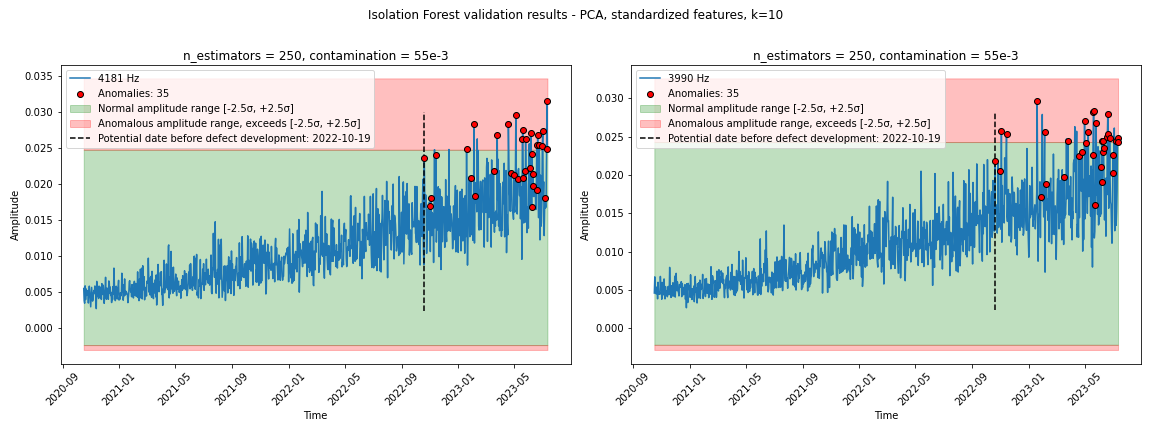 Isolation Forest validation results - PCA, standardized features, k=10
n_estimators = 250, contamination = 55e-3
4181 Hz
Anomalies: 35
Normal amplitude range [-2.5σ, +2.5σ]
Anomalous amplitude range, exceeds [-2.5σ, +2.5σ]
Potential date before defect development: 2022-10-19
0.035
0.030
0.025
0.020
0.015
0.010
0.005
0.000
Amplitude
2020-09
2021-01
2021-05
2021-09
2022-01
2022-05
2022-09
2023-01
2023-05
Time
n_estimators = 250, contamination = 55e-3
3990 Hz
Anomalies: 35
Normal amplitude range [-2.5σ, +2.5σ]
Anomalous amplitude range, exceeds [-2.5σ, +2.5σ]
Potential date before defect development: 2022-10-19
0.030
0.025
0.020
0.015
0.010
0.005
0.000
Amplitude
2020-09
2021-01
2021-05
2021-09
2022-01
2022-05
2022-09
2023-01
2023-05
Time